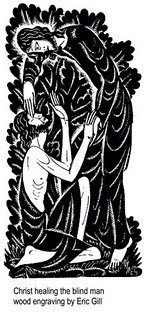 Christ healing the blind man
wood engraving by Eric Gill